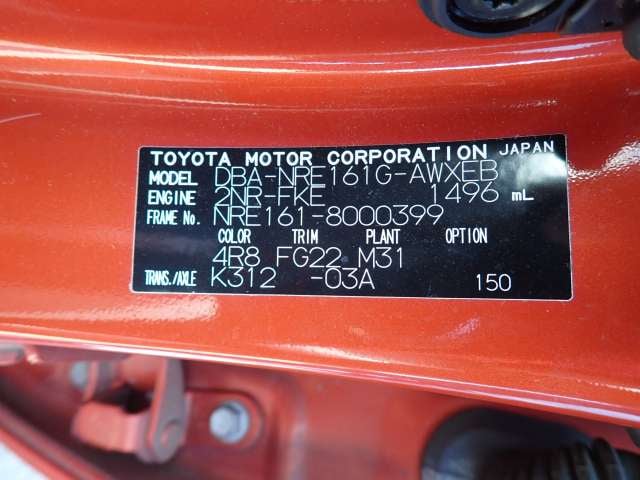 TOYOTA MOTOR CORPORATION JAPAN
MODEL DBA-NRE161G-AWXEB
ENGINE 2NR-FKE 1496 mL
FRAME No. NRE161-8000399
COLOR TRIM PLANT OPTION
4R8 FG22 M31
TRANS./AXLE K312 -03A 150